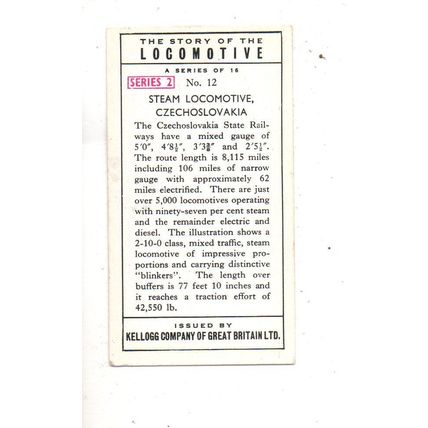 THE STORY OF THE
LOCOMOTIVE
A SERIES OF 16
SERIES 2 No. 12
STEAM LOCOMOTIVE,
CZECHOSLOVAKIA
The Czechoslovakia State Rail-
ways have a mixed gauge of
5'0", 4'8½", 3'3⅜" and 2'5½".
The route length is 8,115 miles
including 106 miles of narrow
gauge with approximately 62
miles electrified. There are just
over 5,000 locomotives operating
with ninety-seven per cent steam
and the remainder electric and
diesel. The illustration shows a
2-10-0 class, mixed traffic, steam
locomotive of impressive pro-
portions and carrying distinctive
"blinkers". The length over
buffers is 77 feet 10 inches and
it reaches a traction effort of
42,550 lb.
ISSUED BY
KELLOGG COMPANY OF GREAT BRITAIN LTD.